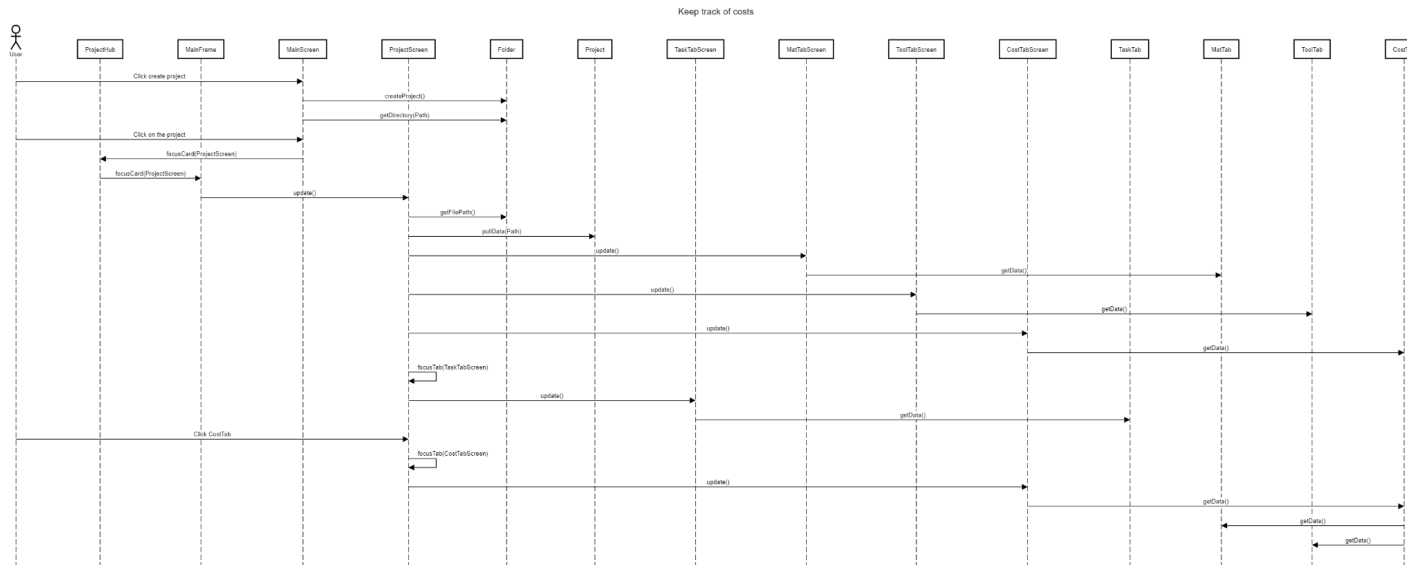 Keep track of costs
User
ProjectHub
MainFrame
MainScreen
ProjectScreen
Folder
Project
TaskTabScreen
MatTabScreen
ToolTabScreen
CostTabScreen
TaskTab
MatTab
ToolTab
CostT
Click create project
createProject()
getDirectory(Path)
Click on the project
focusCard(ProjectScreen)
focusCard(ProjectScreen)
update()
getFilePath()
pullData(Path)
update()
getData()
update()
getData()
update()
getData()
focusTab(TaskTabScreen)
update()
getData()
Click CostTab
focusTab(CostTabScreen)
update()
getData()
getData()
getData()